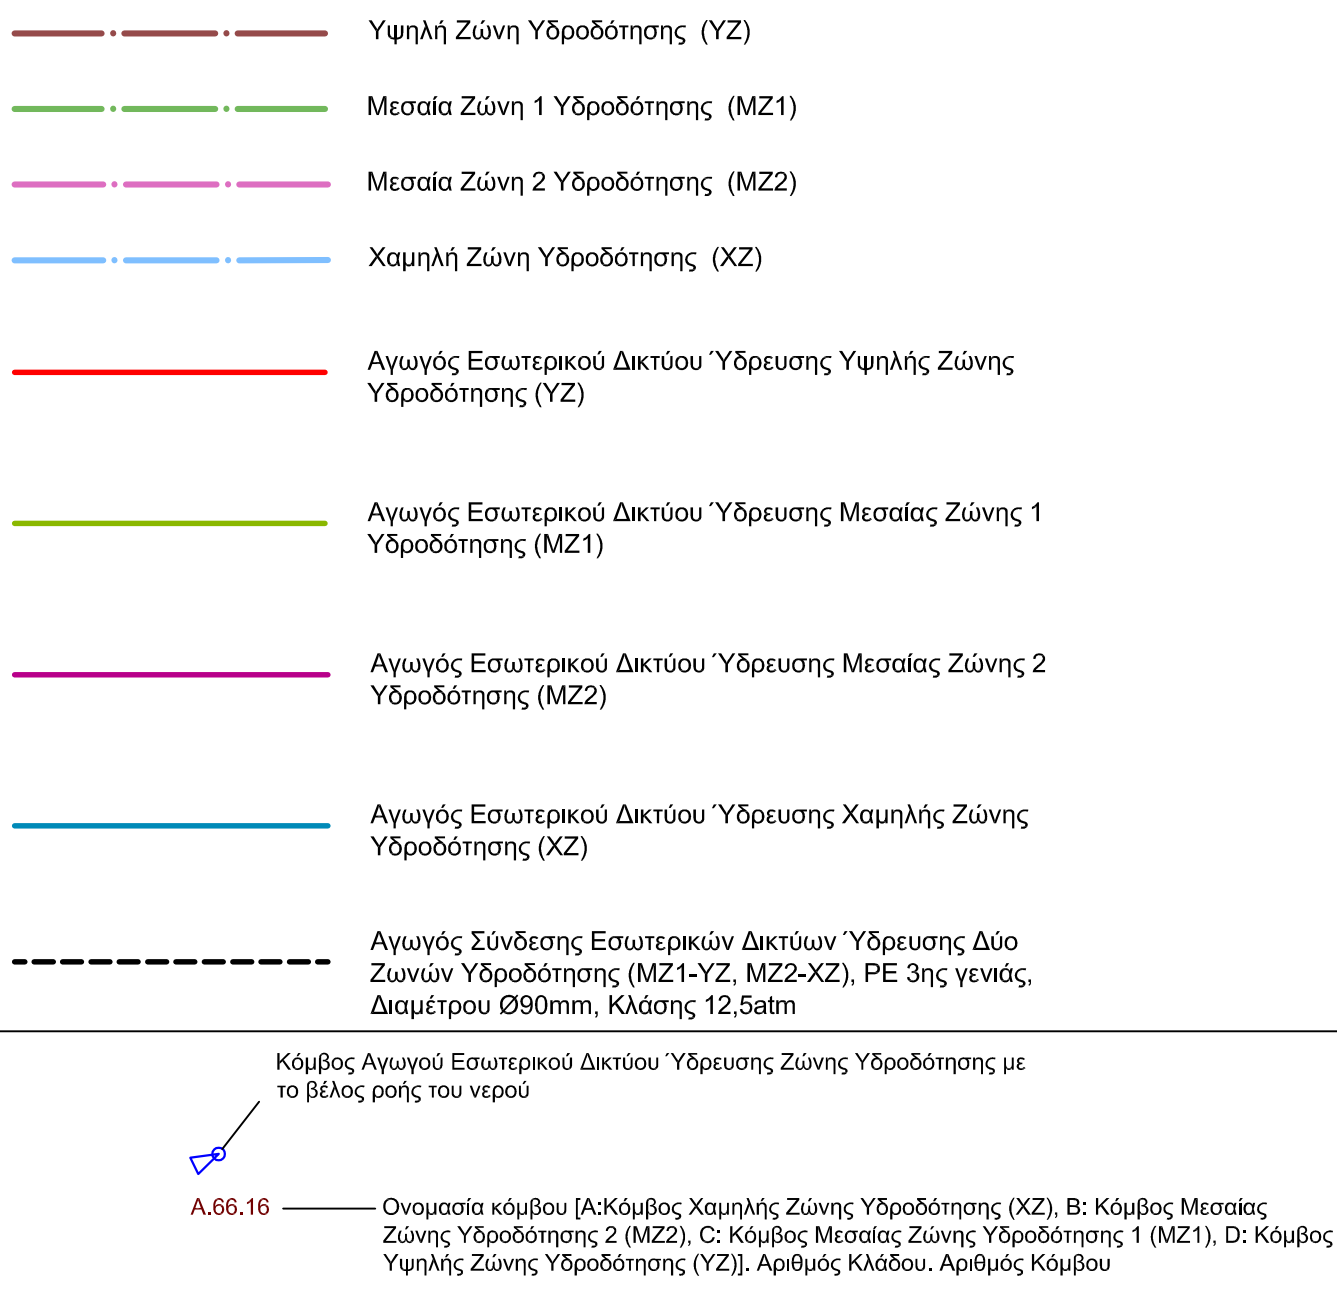 Υψηλή Ζώνη Υδροδότησης (ΥΖ)
Μεσαία Ζώνη 1 Υδροδότησης (ΜΖ1)
Μεσαία Ζώνη 2 Υδροδότησης (ΜΖ2)
Χαμηλή Ζώνη Υδροδότησης (ΧΖ)
Αγωγός Εσωτερικού Δικτύου Ύδρευσης Υψηλής Ζώνης
Υδροδότησης (ΥΖ)
Αγωγός Εσωτερικού Δικτύου Ύδρευσης Μεσαίας Ζώνης 1
Υδροδότησης (ΜΖ1)
Αγωγός Εσωτερικού Δικτύου Ύδρευσης Μεσαίας Ζώνης 2
Υδροδότησης (ΜΖ2)
Αγωγός Εσωτερικού Δικτύου Ύδρευσης Χαμηλής Ζώνης
Υδροδότησης (ΧΖ)
Αγωγός Σύνδεσης Εσωτερικών Δικτύων Ύδρευσης Δύο
Ζωνών Υδροδότησης (ΜΖ1-ΥΖ, ΜΖ2-ΧΖ), PE 3ης γενιάς,
Διαμέτρου Ø90mm, Κλάσης 12,5atm
Κόμβος Αγωγού Εσωτερικού Δικτύου Ύδρευσης Ζώνης Υδροδότησης με
το βέλος ροής του νερού
A.66.16 Ονομασία κόμβου [Α:Κόμβος Χαμηλής Ζώνης Υδροδότησης (ΧΖ), Β: Κόμβος Μεσαίας
Ζώνης Υδροδότησης 2 (ΜΖ2), C: Κόμβος Μεσαίας Ζώνης Υδροδότησης 1 (ΜΖ1), D: Κόμβος
Υψηλής Ζώνης Υδροδότησης (ΥΖ)]. Αριθμός Κλάδου. Αριθμός Κόμβου